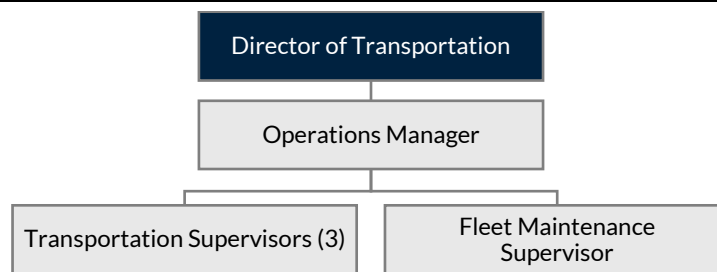 Director of Transportation
Operations Manager
Transportation Supervisors (3)
Fleet Maintenance
Supervisor